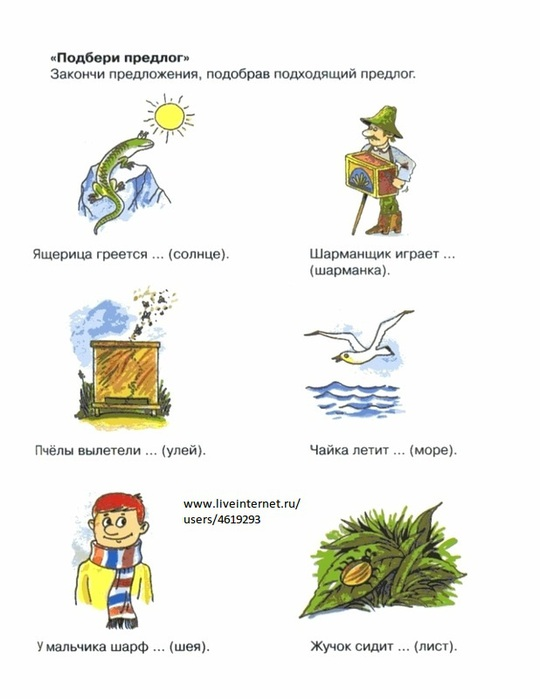 «Подбери предлог»
Закончи предложения, подобрав подходящий предлог.
Ящерица греется ... (солнце).
Шарманщик играет ...
(шарманка).
Пчёлы вылетели ... (улей).
Чайка летит ... (море).
www.liveinternet.ru/
users/4619293
У мальчика шарф ... (шея).
Жучок сидит ... (лист).